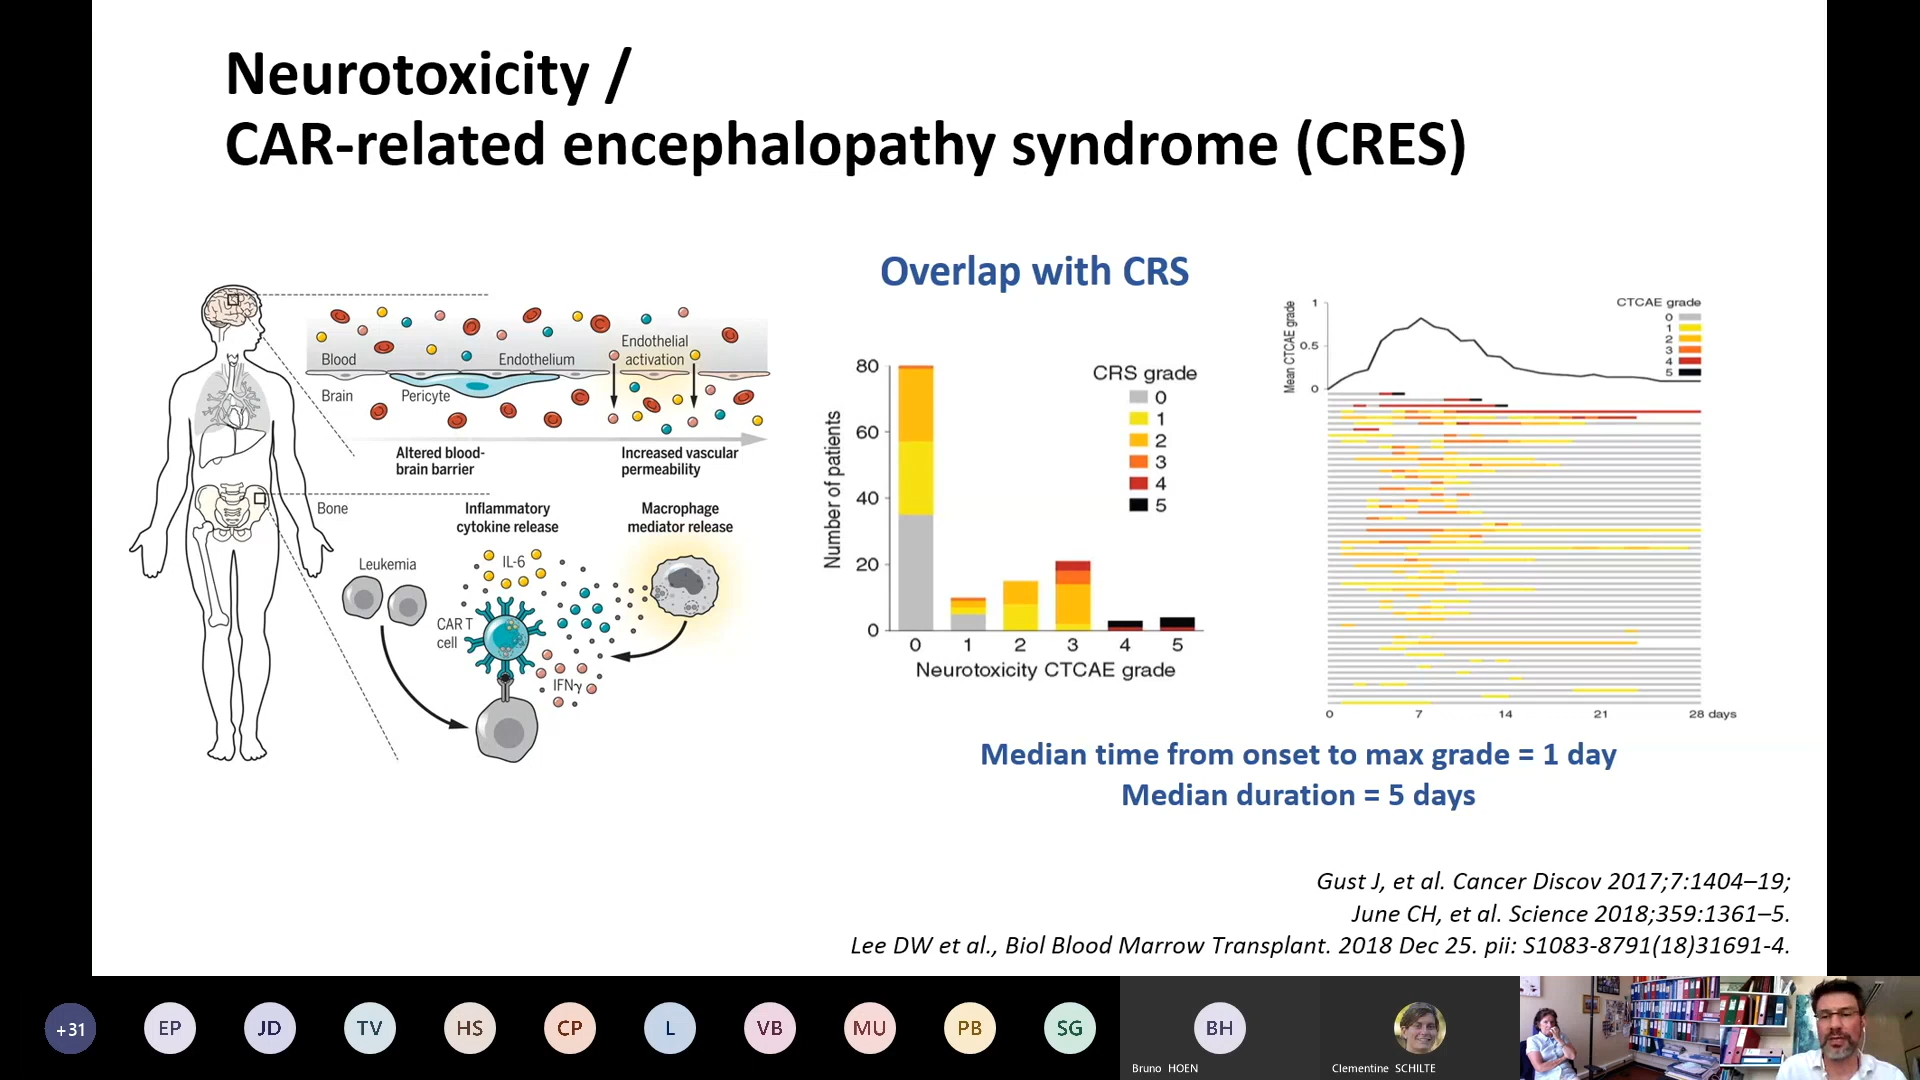 Neurotoxicity /
CAR-related encephalopathy syndrome (CRES)
Overlap with CRS
Blood
Endothelium
Endothelial
activation
Brain
Pericyte
Altered blood-
brain barrier
Increased vascular
permeability
Bone
Inflammatory
cytokine release
Macrophage
mediator release
Leukemia
IL-6
CAR T
cell
IFNγ
80
60
40
20
0
Number of patients
CRS grade
0
1
2
3
4
5
0 1 2 3 4 5
Neurotoxicity CTCAE grade
Mean CTCAE grade
1
0.5
0
CTCAE grade
0
1
2
3
4
5
0 7 14 21 28 days
Median time from onset to max grade = 1 day
Median duration = 5 days
Gust J, et al. Cancer Discov 2017;7:1404–19;
June CH, et al. Science 2018;359:1361–5.
Lee DW et al., Biol Blood Marrow Transplant. 2018 Dec 25. pii: S1083-8791(18)31691-4.
+31 EP JD TV HS CP L VB MU PB SG BH
Bruno HOEN
Clementine SCHILTE